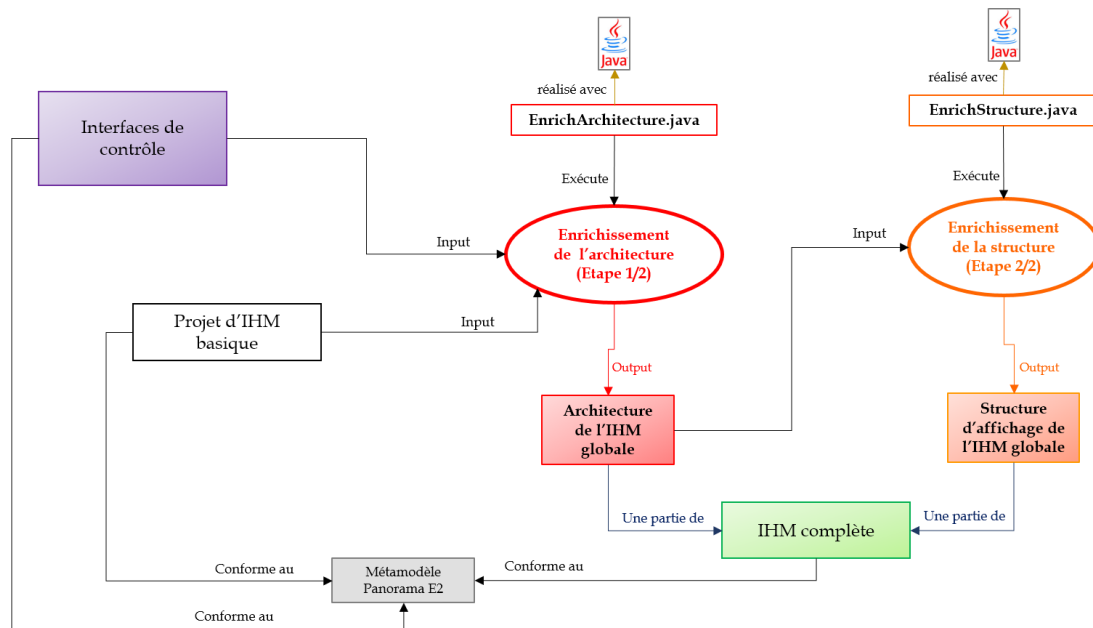 Java
Java
réalisé avec
réalisé avec
EnrichArchitecture.java
EnrichStructure.java
Interfaces de
contrôle
Exécute
Exécute
Input
Enrichissement
de l’architecture
(Etape 1/2)
Input
Enrichissement
de la structure
(Etape 2/2)
Projet d’IHM
basique
Input
Output
Output
Architecture
de l’IHM
globale
Structure
d’affichage de
l’IHM globale
Une partie de
IHM complète
Une partie de
Conforme au
Métamodèle
Panorama E2
Conforme au
Conforme au